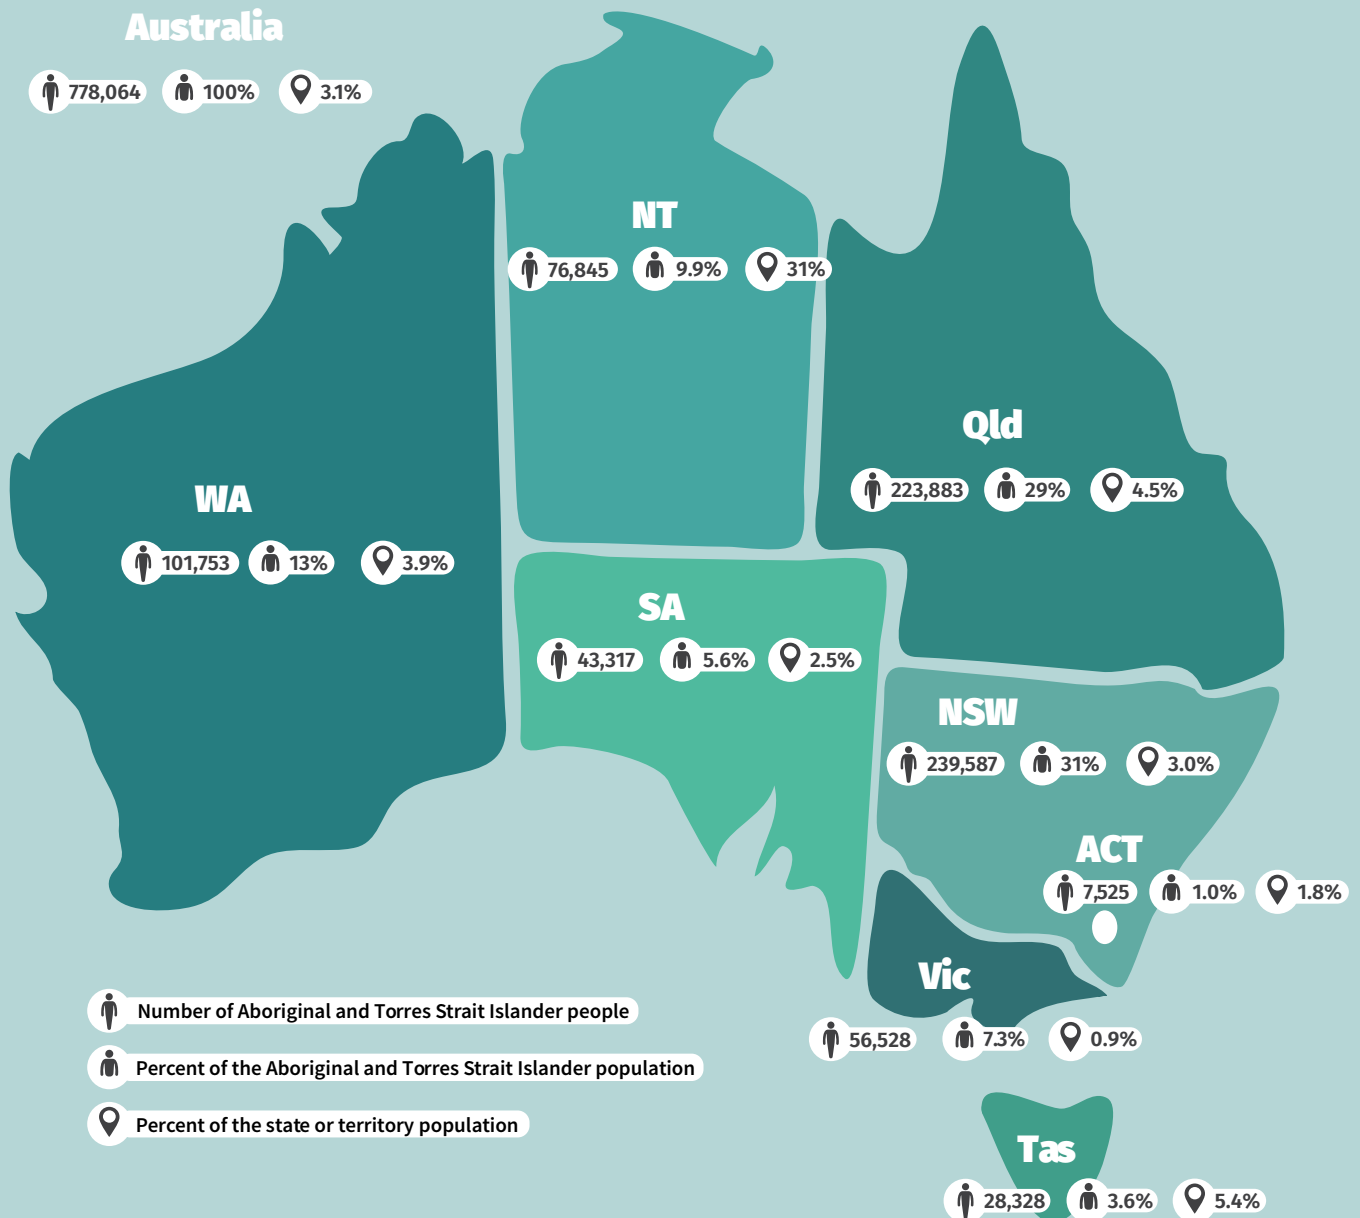 Australia
778,064 100% 3.1%
NT
76,845 9.9% 31%
Qld
223,883 29% 4.5%
WA
101,753 13% 3.9%
SA
43,317 5.6% 2.5%
NSW
239,587 31% 3.0%
ACT
7,525 1.0% 1.8%
Vic
56,528 7.3% 0.9%
Number of Aboriginal and Torres Strait Islander people
Percent of the Aboriginal and Torres Strait Islander population
Percent of the state or territory population
Tas
28,328 3.6% 5.4%